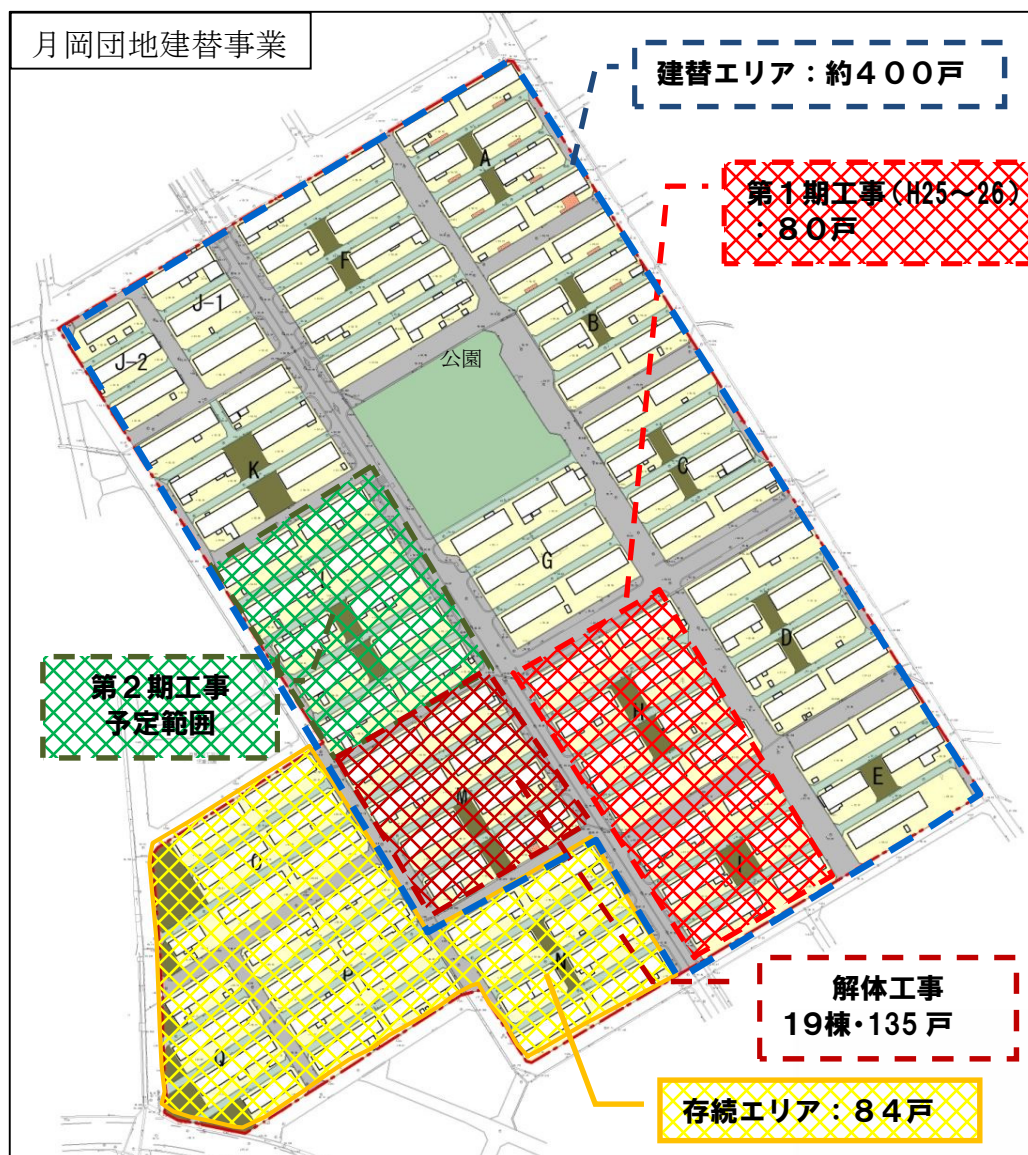 月岡団地建替事業
建替エリア：約４００戸
第１期工事(H25～26)
：８０戸
A
F
J-1
B
J-2
公園
C
K
G
D
第２期工事
予定範囲
H
E
M
I
O
N
P
解体工事
19棟・135戸
Q
存続エリア：８４戸